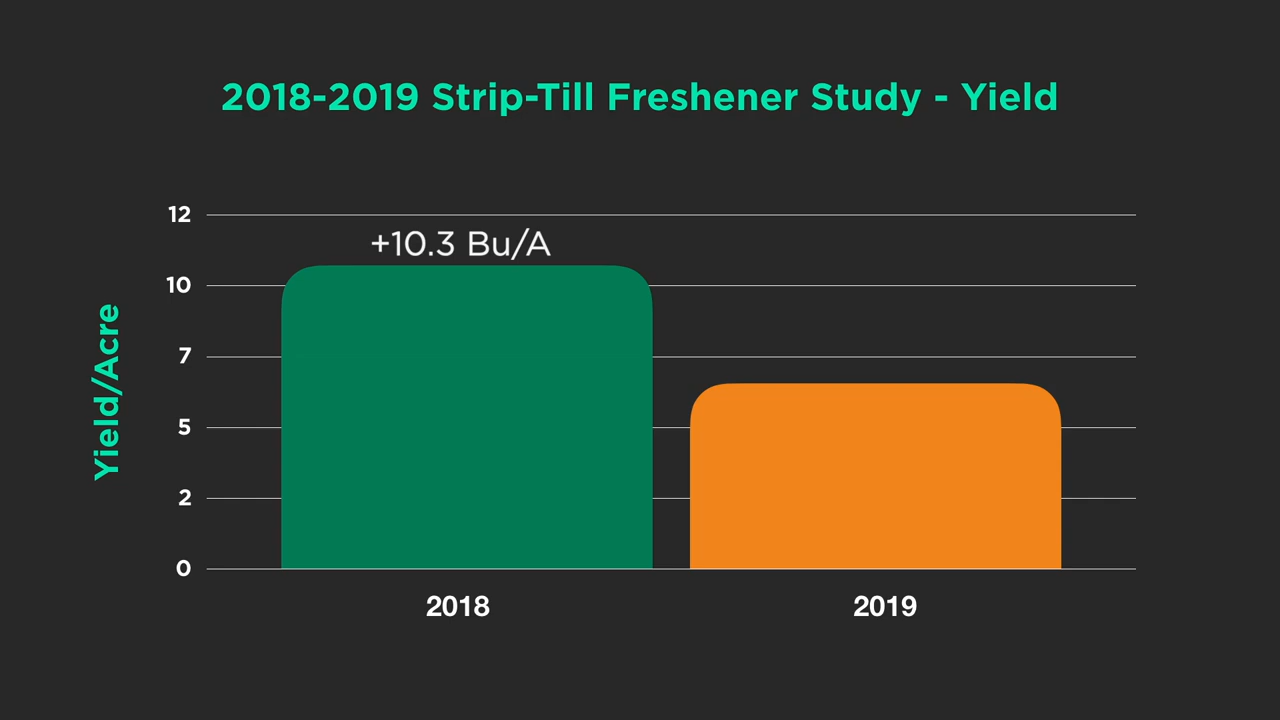 2018-2019 Strip-Till Freshener Study - Yield
12
+10.3 Bu/A
10
7
5
2
0
Yield/Acre
2018
2019